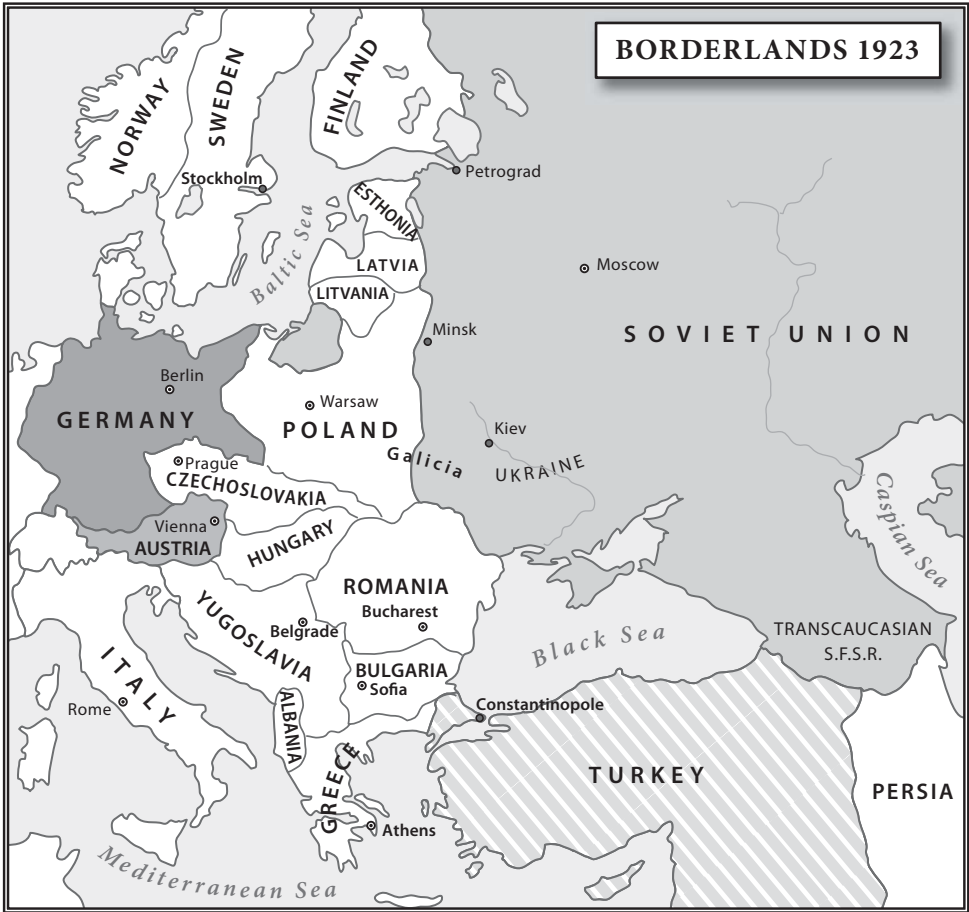 BORDERLANDS 1923
NORWAY
SWEDEN
FINLAND
Stockholm
Petrograd
ESTHONIA
Baltic Sea
LATVIA
LITVANIA
Moscow
SOVIET UNION
Minsk
Berlin
GERMANY
Warsaw
POLAND
Galicia
Kiev
UKRAINE
Prague
CZECHOSLOVAKIA
Vienna
AUSTRIA
HUNGARY
Caspian Sea
ROMANIA
Bucharest
YUGOSLAVIA
Belgrade
Black Sea
TRANSCAUCASIAN
S.F.S.R.
BULGARIA
Sofia
ITALY
Rome
ALBANIA
Constantinopole
GREECE
TURKEY
PERSIA
Athens
Mediterranean Sea